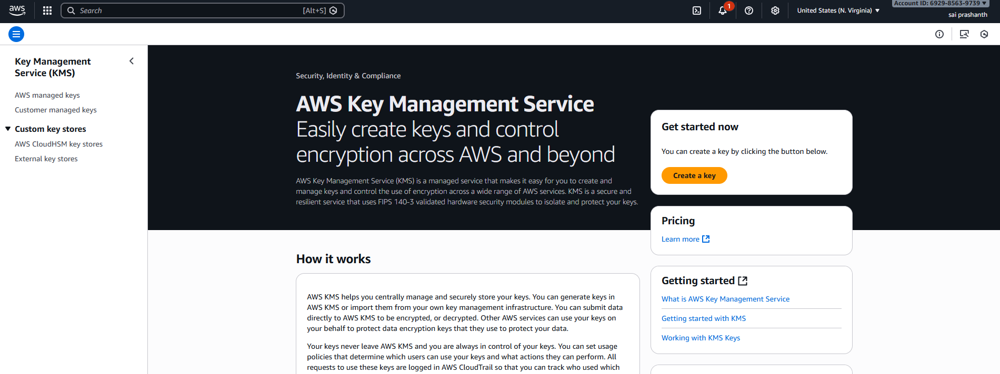 aws
Search
[Alt+S]
1
United States (N. Virginia)
Account ID: 6929-8563-9739
sai prashanth
Key Management
Service (KMS)
AWS managed keys
Customer managed keys
Custom key stores
AWS CloudHSM key stores
External key stores
Security, Identity & Compliance
AWS Key Management Service
Easily create keys and control
encryption across AWS and beyond
AWS Key Management Service (KMS) is a managed service that makes it easy for you to create and
manage keys and control the use of encryption across a wide range of AWS services. KMS is a secure and
resilient service that uses FIPS 140-3 validated hardware security modules to isolate and protect your keys.
Get started now
You can create a key by clicking the button below.
Create a key
Pricing
Learn more
How it works
AWS KMS helps you centrally manage and securely store your keys. You can generate keys in
AWS KMS or import them from your own key management infrastructure. You can submit data
directly to AWS KMS to be encrypted, or decrypted. Other AWS services can use your keys on
your behalf to protect data encryption keys that they use to protect your data.
Your keys never leave AWS KMS and you are always in control of your keys. You can set usage
policies that determine which users can use your keys and what actions they can perform. All
requests to use these keys are logged in AWS CloudTrail so that you can track who used which
Getting started
What is AWS Key Management Service
Getting started with KMS
Working with KMS Keys